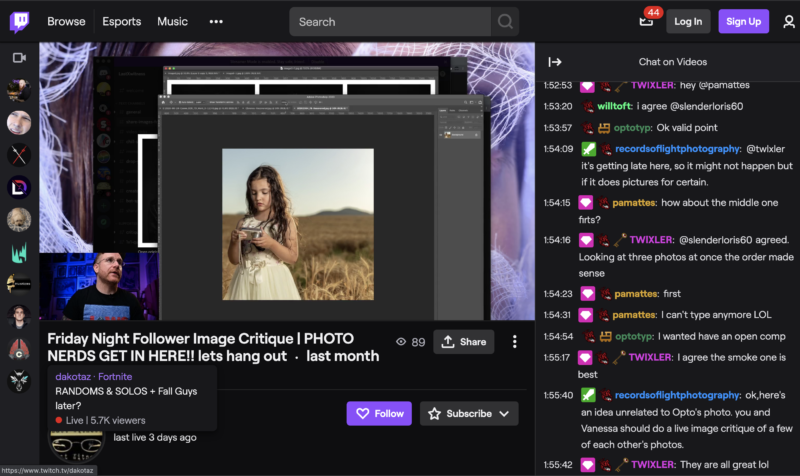 Browse Esports Music Search 44 Log In Sign Up
Chat on Videos
1:52:53 TWIXLER: hey @pamattes
1:53:20 willtoft: i agree @slenderloris60
1:53:57 optotyp: Ok valid point
1:54:09 recordsoflightphotography: @twlxler
it's getting late here, so it might not happen but
if it does pictures for certain.
1:54:15 pamattes: how about the middle one
firts?
1:54:16 TWIXLER: @slenderloris60 agreed.
Looking at three photos at once the order made
sense
1:54:23 pamattes: first
1:54:31 pamattes: I can't type anymore LOL
1:54:54 optotyp: I wanted have an open comp
1:55:17 TWIXLER: I agree the smoke one is
best
1:55:40 recordsoflightphotography: ok,here's
an idea unrelated to Opto's photo. you and
Vanessa should do a live image critique of a few
of each other's photos.
1:55:42 TWIXLER: They are all great lol
Friday Night Follower Image Critique | PHOTO
NERDS GET IN HERE!! lets hang out · last month
89 Share
dakotaz · Fortnite
RANDOMS & SOLOS + Fall Guys
later?
Live | 5.7K viewers
Follow Subscribe
last live 3 days ago
https://www.twitch.tv/dakotaz